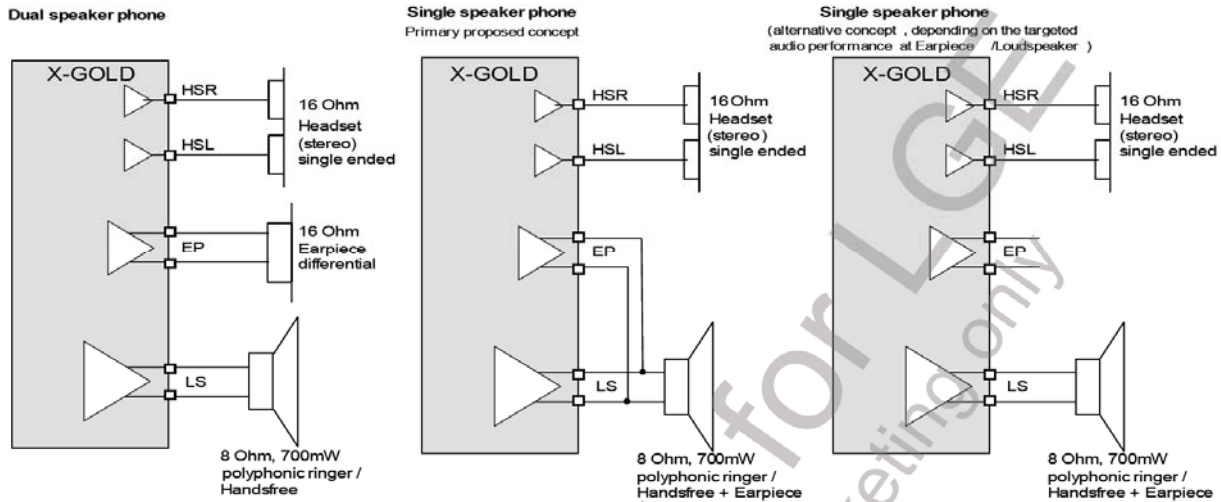 Dual speaker phone
X-GOLD
HSR
HSL
16 Ohm
Headset
(stereo)
single ended
EP
16 Ohm
Earpiece
differential
LS
8 Ohm, 700mW
polyphonic ringer /
Handsfree
Single speaker phone
Primary proposed concept
X-GOLD
HSR
HSL
16 Ohm
Headset
(stereo )
single ended
EP
LS
8 Ohm, 700mW
polyphonic ringer /
Handsfree + Earpiece
Single speaker phone
(alternative concept , depending on the targeted
audio performance at Earpiece /Loudspeaker )
X-GOLD
HSR
HSL
16 Ohm
Headset
(stereo )
single ended
EP
LS
8 Ohm, 700mW
polyphonic ringer /
Handsfree + Earpiece
for LGE
only